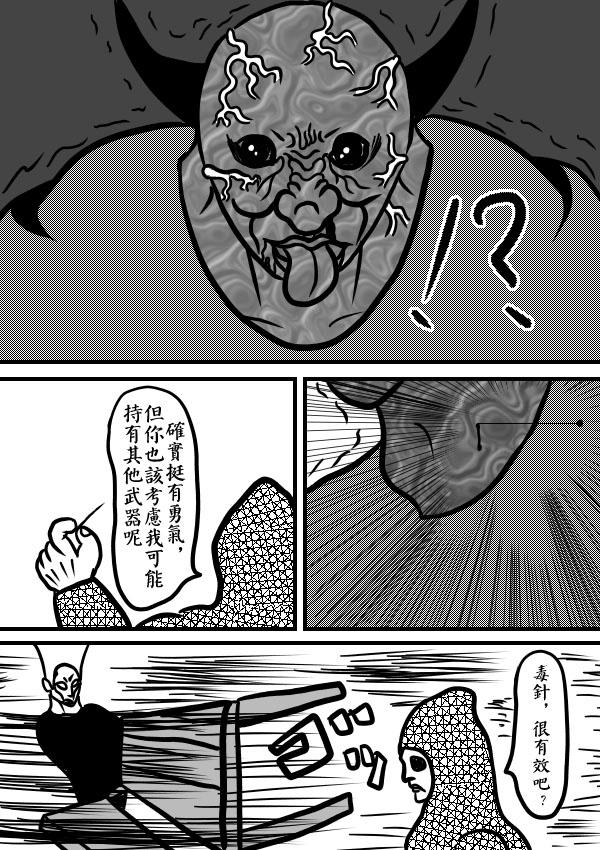 !?
確實挺有勇氣，
但你也該考慮我可能
持有其他武器呢
毒針，很有效吧？
ゴッ